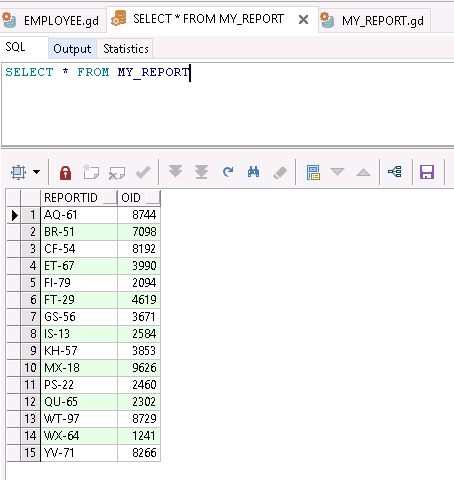 EMPLOYEE.gd SELECT * FROM MY_REPORT MY_REPORT.gd
SQL Output Statistics
SELECT * FROM MY_REPORT
REPORTID OID
1 AQ-61 8744
2 BR-51 7098
3 CF-54 8192
4 ET-67 3990
5 FI-79 2094
6 FT-29 4619
7 GS-56 3671
8 IS-13 2584
9 KH-57 3853
10 MX-18 9626
11 PS-22 2460
12 QU-65 2302
13 WT-97 8729
14 WX-64 1241
15 YV-71 8266